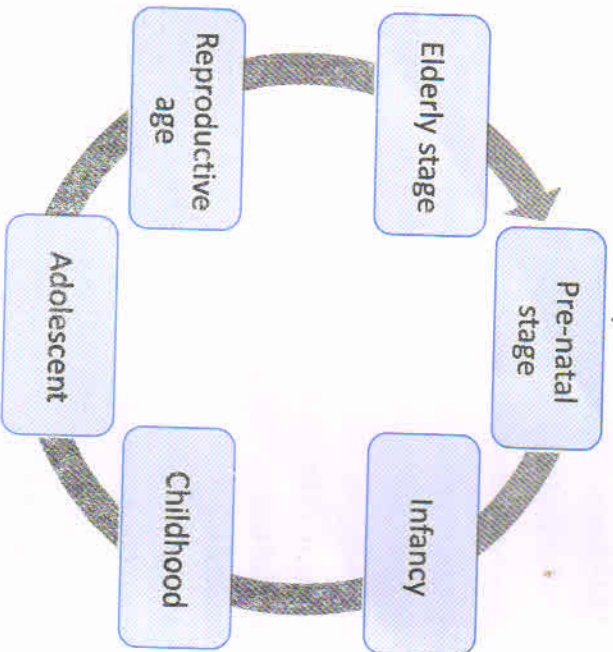 Pre-natal
stage
Infancy
Childhood
Adolescent
Reproductive
age
Elderly stage